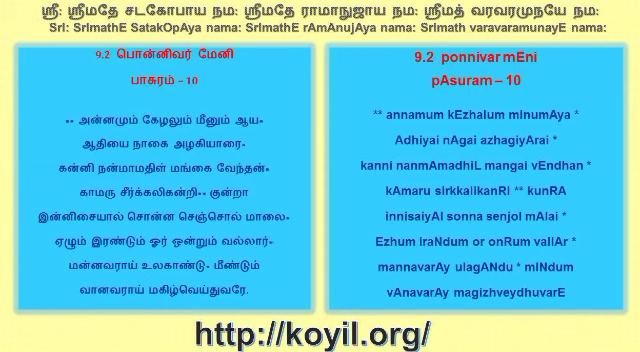 ஸ்ரீ: ஸ்ரீமதே சடகோபாய நம: ஸ்ரீமதே ராமாநுஜாய நம: ஸ்ரீமத் வரவரமுநயே நம:
Sri: SrImathE SatakOpAya nama: SrImathE rAmAnujAya nama: SrImath varavaramunayE nama:
9.2 பொன்னிவர் மேனி
பாசுரம் – 10
-- அன்னமும் கேழலும் மீனும் ஆய-
ஆதியை நாகை அழகியாரை-
கன்னி நன்மாமதிள் மங்கை வேந்தன்-
காமரு சீர்க்கலிகன்றி-- குன்றா
இன்னிசையால் சொன்ன செஞ்சொல் மாலை-
ஏழும் இரண்டும் ஓர் ஒன்றும் வல்லார்-
மன்னவராய் உலகாண்டு- மீண்டும்
வானவராய் மகிழ்வெய்துவரே.
9.2 ponnivar mEni
pAsuram – 10
** annamum kEzhalum mInumAya *
Adhiyai nAgai azhagiyArai *
kanni nanmAmadhiL mangai vEndhan *
kAmaru sIrkkalikanRI ** kunRA
innisaiyAl sonna senjol mAlai *
Ezhum iraNdum or onRum vallAr *
mannavarAy ulagANdu * mINdum
vAnavarAy magizhveydhuvarE
http://koyil.org/